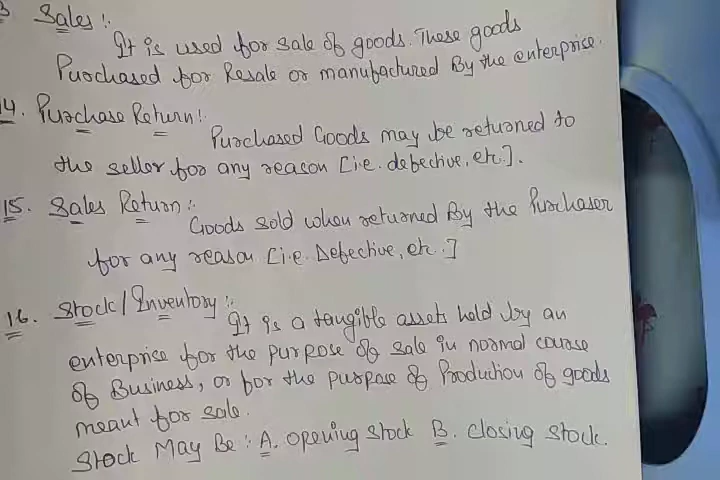 3 Sales :.
It is used for sale of goods. These goods
Purchased for Resale or manufactured By the enterprise.
14. Purchase Return :.
Purchased Goods may be returned to
the seller for any reason [i.e. defective, etc.].
15. Sales Return :.
Goods sold when returned By the Purchaser
for any reason [i.e. Defective, etc.]
16. Stock / Inventory :.
It is a tangible assets held by an
enterprise for the purpose of sale in normal course
of Business, or for the purpose of Production of goods
meant for sale.
Stock May Be : A. opening stock B. closing stock.